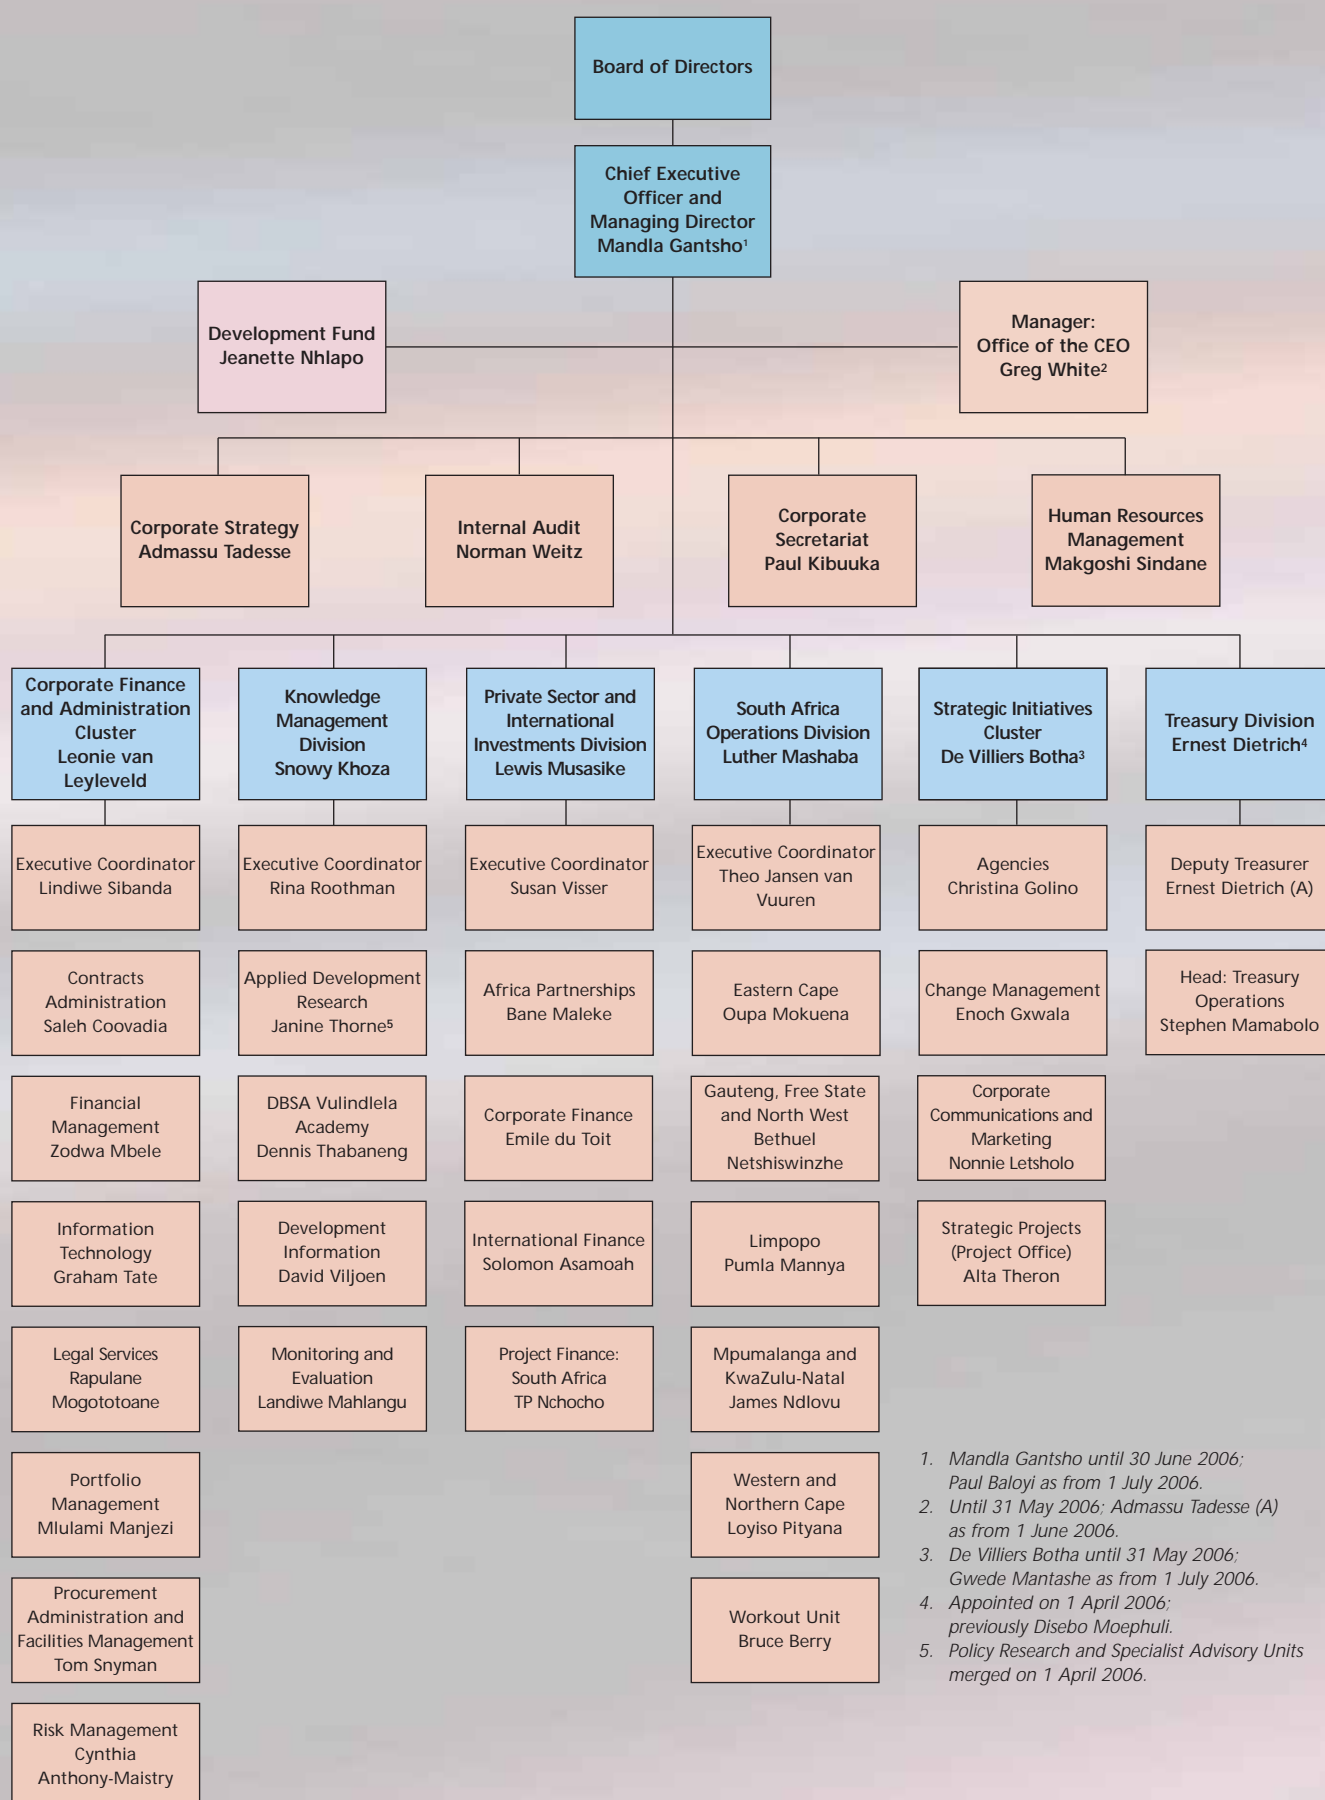 Board of Directors
Chief Executive
Officer and
Managing Director
Mandla Gantsho¹
Development Fund
Jeanette Nhlapo
Manager:
Office of the CEO
Greg White²
Corporate Strategy
Admassu Tadesse
Internal Audit
Norman Weitz
Corporate
Secretariat
Paul Kibuuka
Human Resources
Management
Makgoshi Sindane
Corporate Finance
and Administration
Cluster
Leonie van
Leyleveld
Knowledge
Management
Division
Snowy Khoza
Private Sector and
International
Investments Division
Lewis Musasike
South Africa
Operations Division
Luther Mashaba
Strategic Initiatives
Cluster
De Villiers Botha³
Treasury Division
Ernest Dietrich⁴
Executive Coordinator
Lindiwe Sibanda
Executive Coordinator
Rina Roothman
Executive Coordinator
Susan Visser
Executive Coordinator
Theo Jansen van
Vuuren
Agencies
Christina Golino
Deputy Treasurer
Ernest Dietrich (A)
Contracts
Administration
Saleh Coovadia
Applied Development
Research
Janine Thorne⁵
Africa Partnerships
Bane Maleke
Eastern Cape
Oupa Mokuena
Change Management
Enoch Gxwala
Head: Treasury
Operations
Stephen Mamabolo
Financial
Management
Zodwa Mbele
DBSA Vulindlela
Academy
Dennis Thabaneng
Corporate Finance
Emile du Toit
Gauteng, Free State
and North West
Bethuel
Netshiswinzhe
Corporate
Communications and
Marketing
Nonnie Letsholo
Information
Technology
Graham Tate
Development
Information
David Viljoen
International Finance
Solomon Asamoah
Limpopo
Pumla Mannya
Strategic Projects
(Project Office)
Alta Theron
Legal Services
Rapulane
Mogototoane
Monitoring and
Evaluation
Landiwe Mahlangu
Project Finance:
South Africa
TP Nchocho
Mpumalanga and
KwaZulu-Natal
James Ndlovu
Portfolio
Management
Mlulami Manjezi
Western and
Northern Cape
Loyiso Pityana
Procurement
Administration and
Facilities Management
Tom Snyman
Workout Unit
Bruce Berry
Risk Management
Cynthia
Anthony-Maistry
1. Mandla Gantsho until 30 June 2006;
Paul Baloyi as from 1 July 2006.
2. Until 31 May 2006; Admassu Tadesse (A)
as from 1 June 2006.
3. De Villiers Botha until 31 May 2006;
Gwede Mantashe as from 1 July 2006.
4. Appointed on 1 April 2006;
previously Disebo Moephuli.
5. Policy Research and Specialist Advisory Units
merged on 1 April 2006.